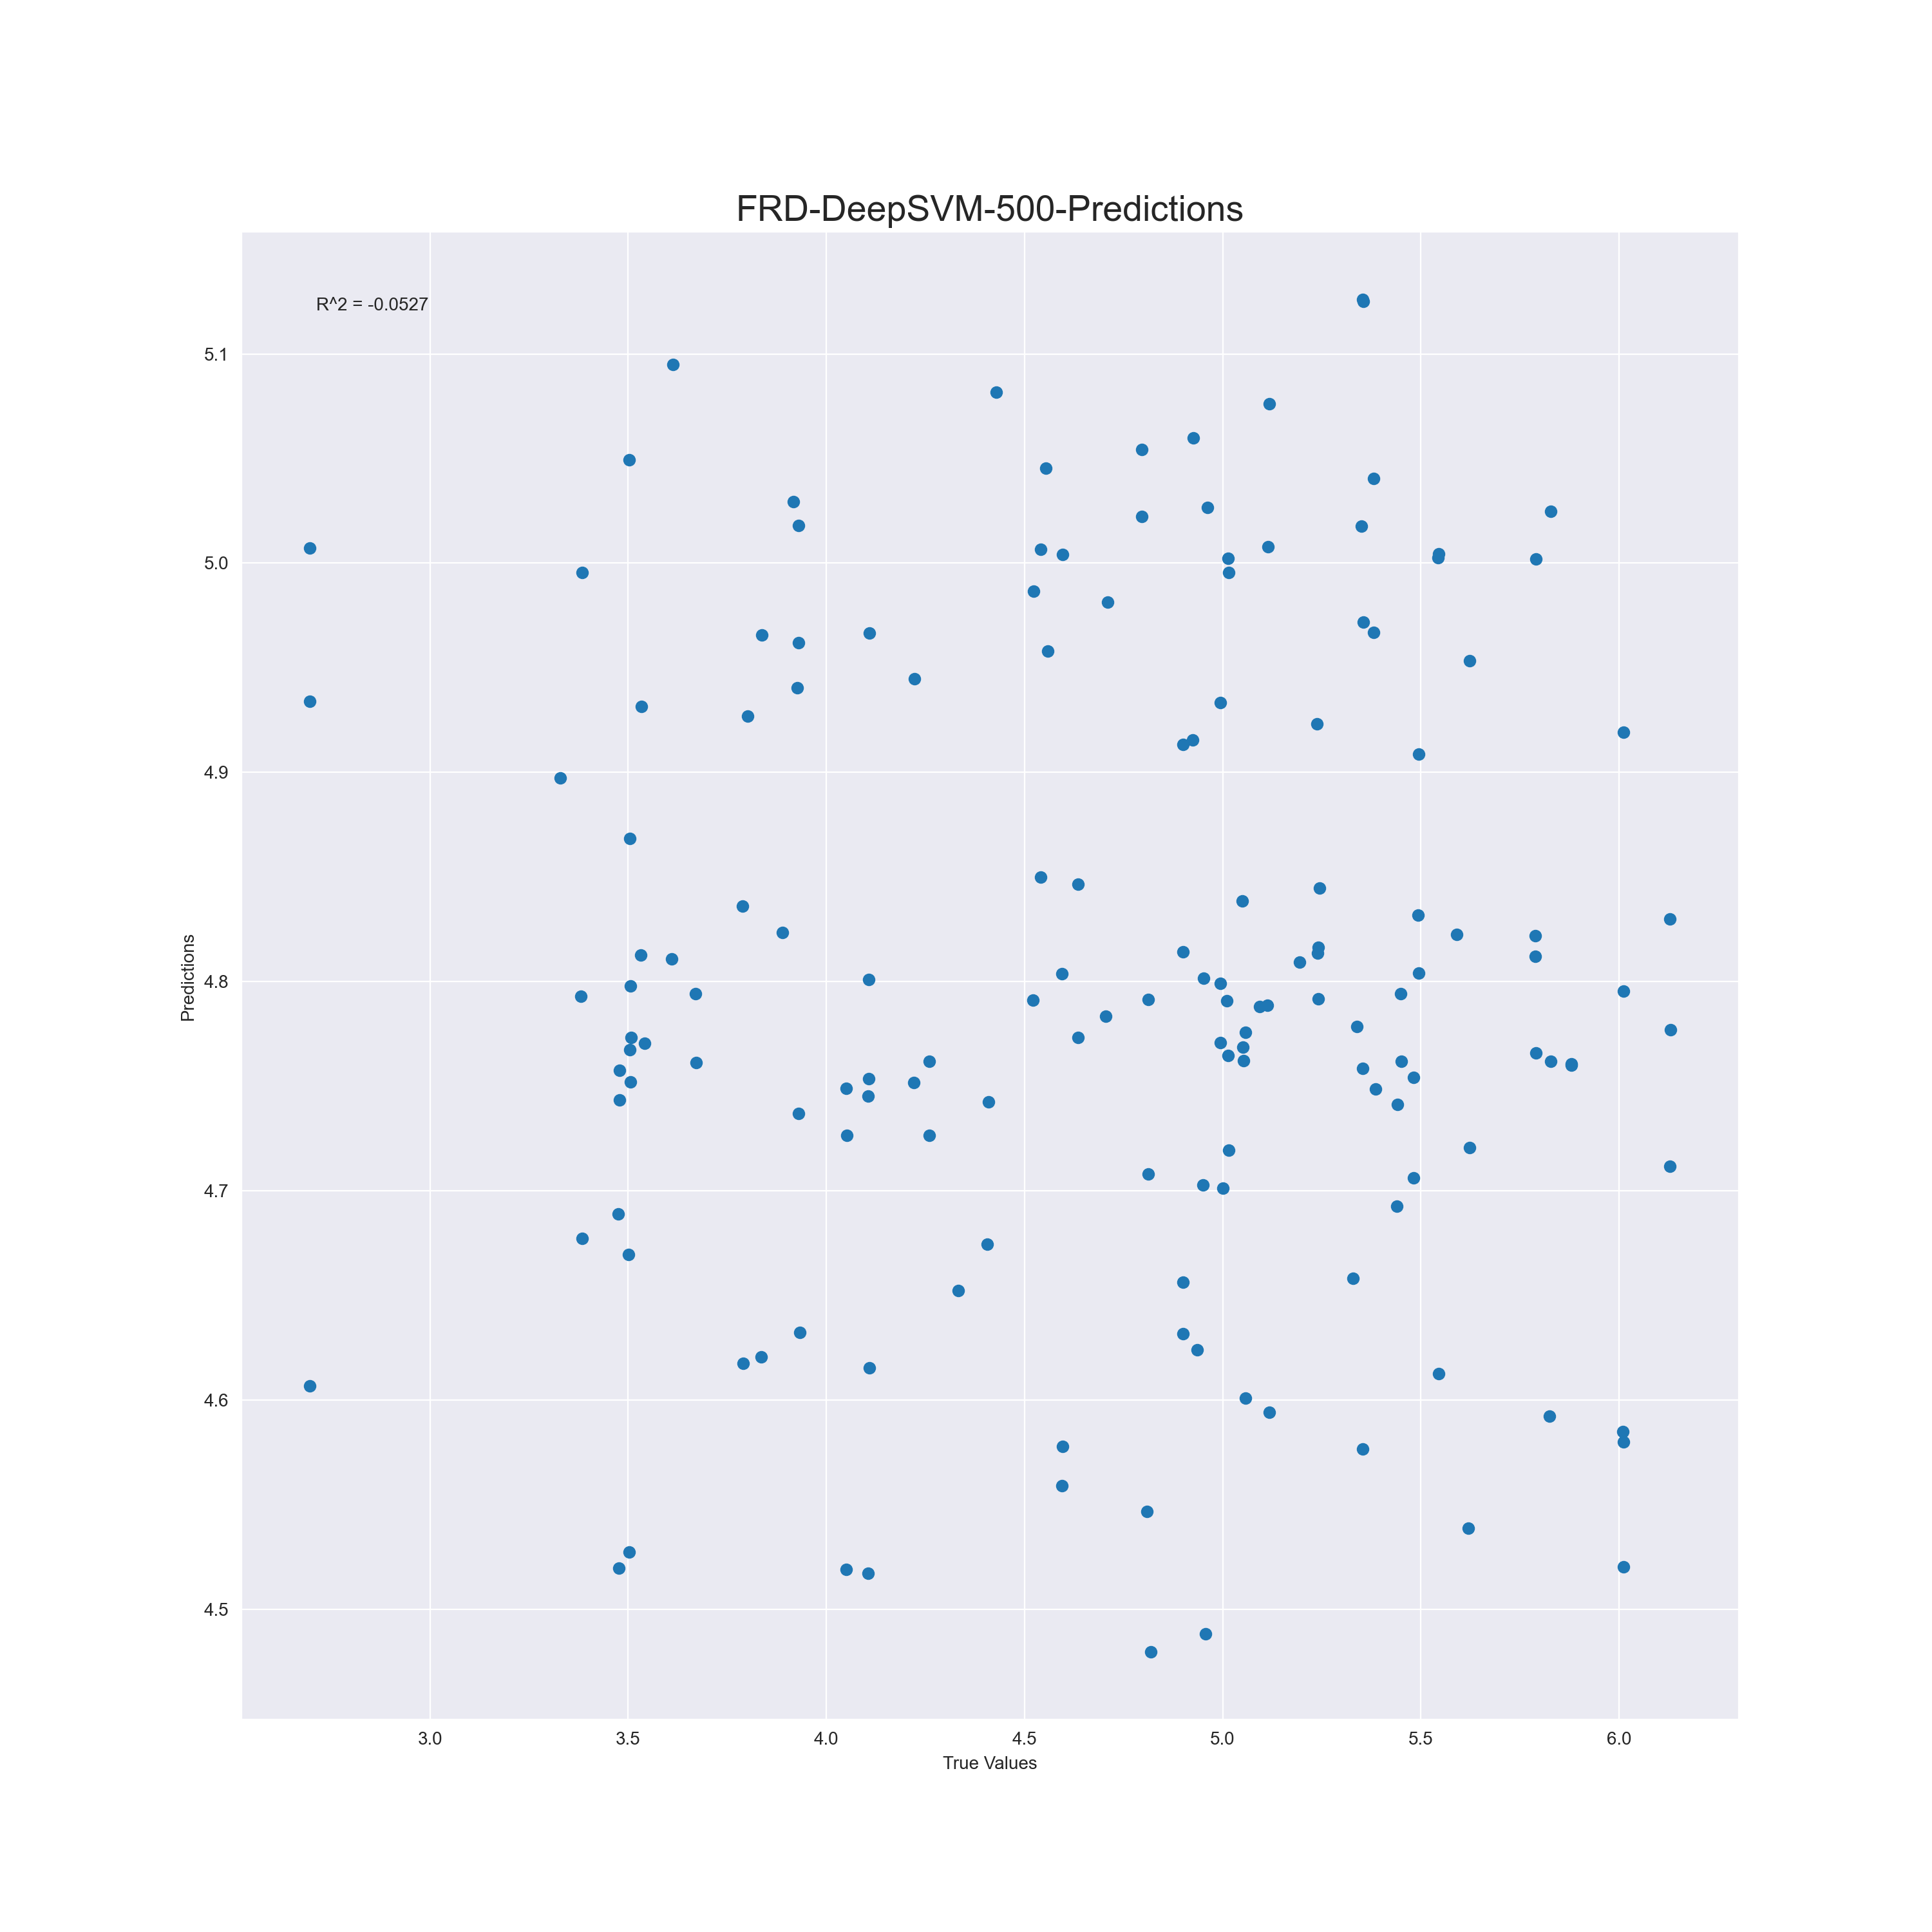 FRD-DeepSVM-500-Predictions
R^2 = -0.0527
5.1
5.0
4.9
4.8
4.7
4.6
4.5
Predictions
3.0 3.5 4.0 4.5 5.0 5.5 6.0
True Values